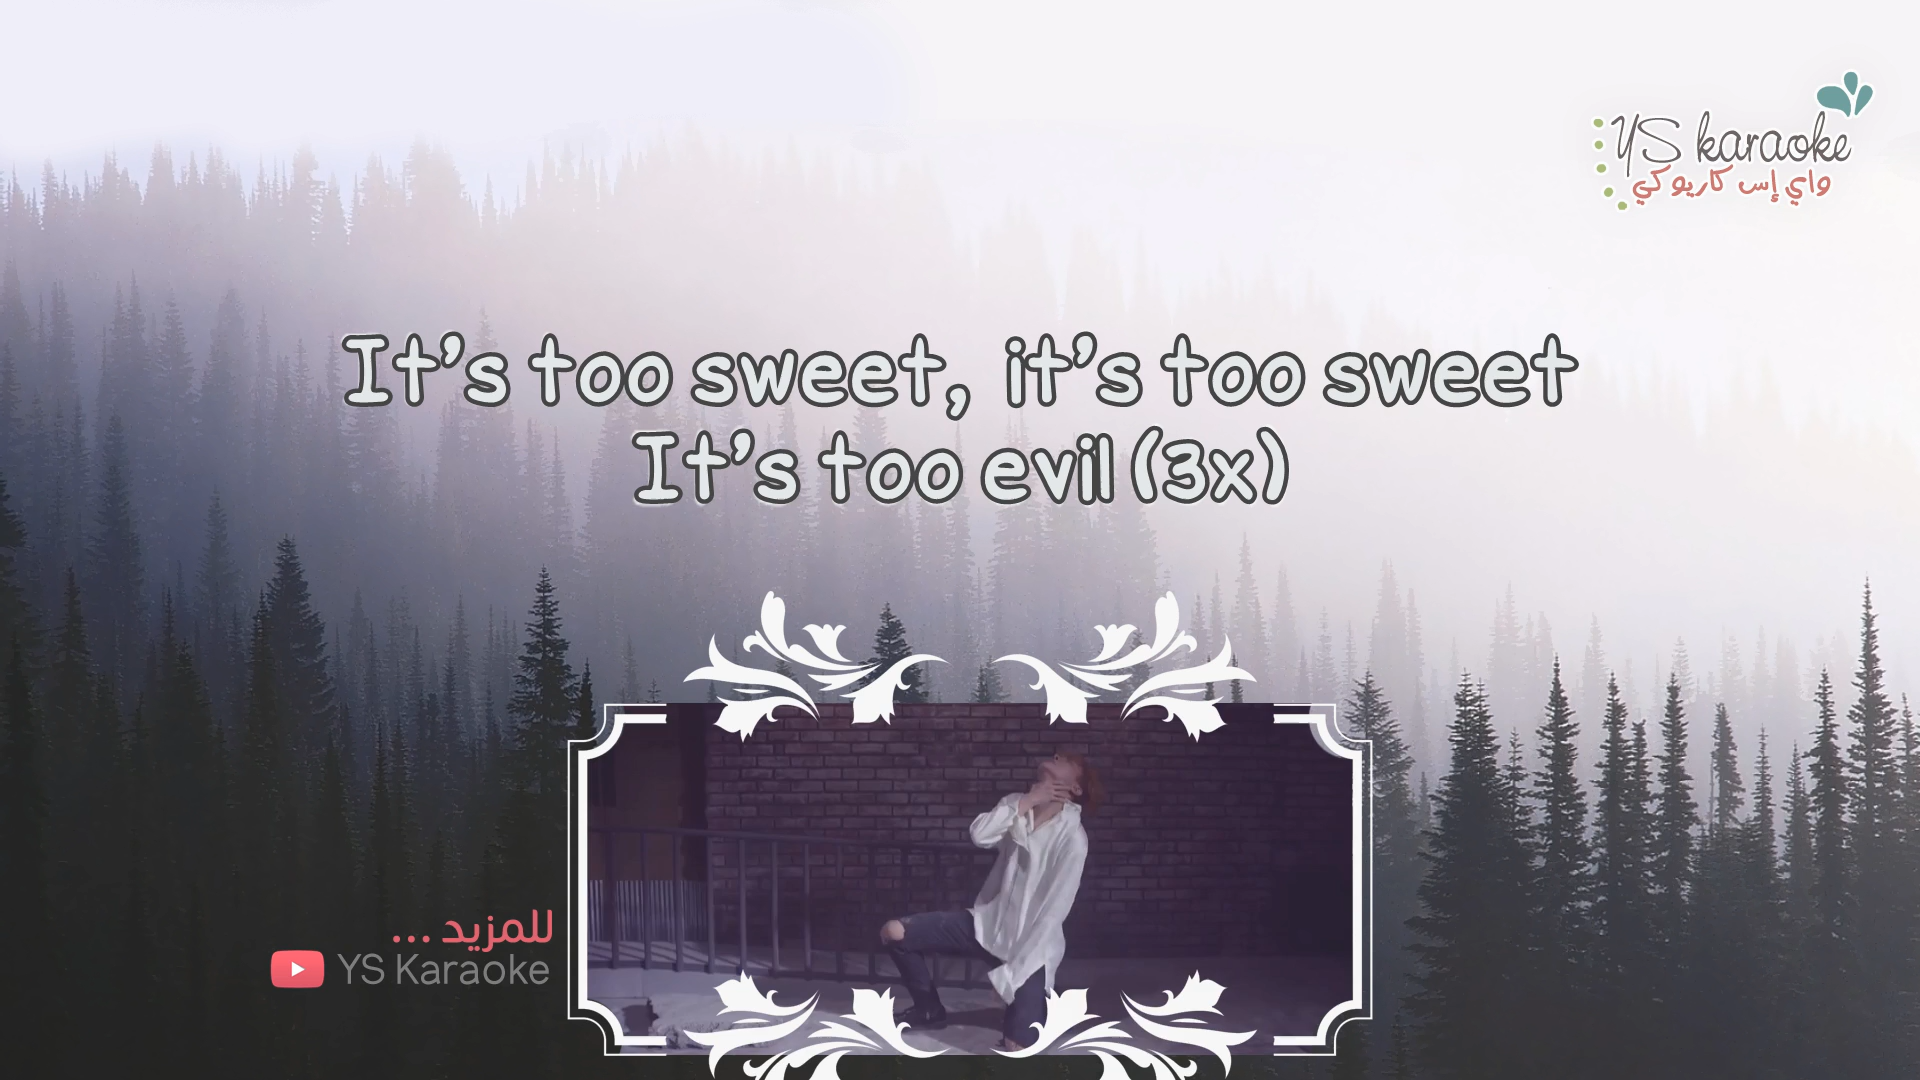 YS karaoke
واي إس كاريوكي
It's too sweet, it's too sweet
It's too evil (3x)
للمزيد ...
YS Karaoke